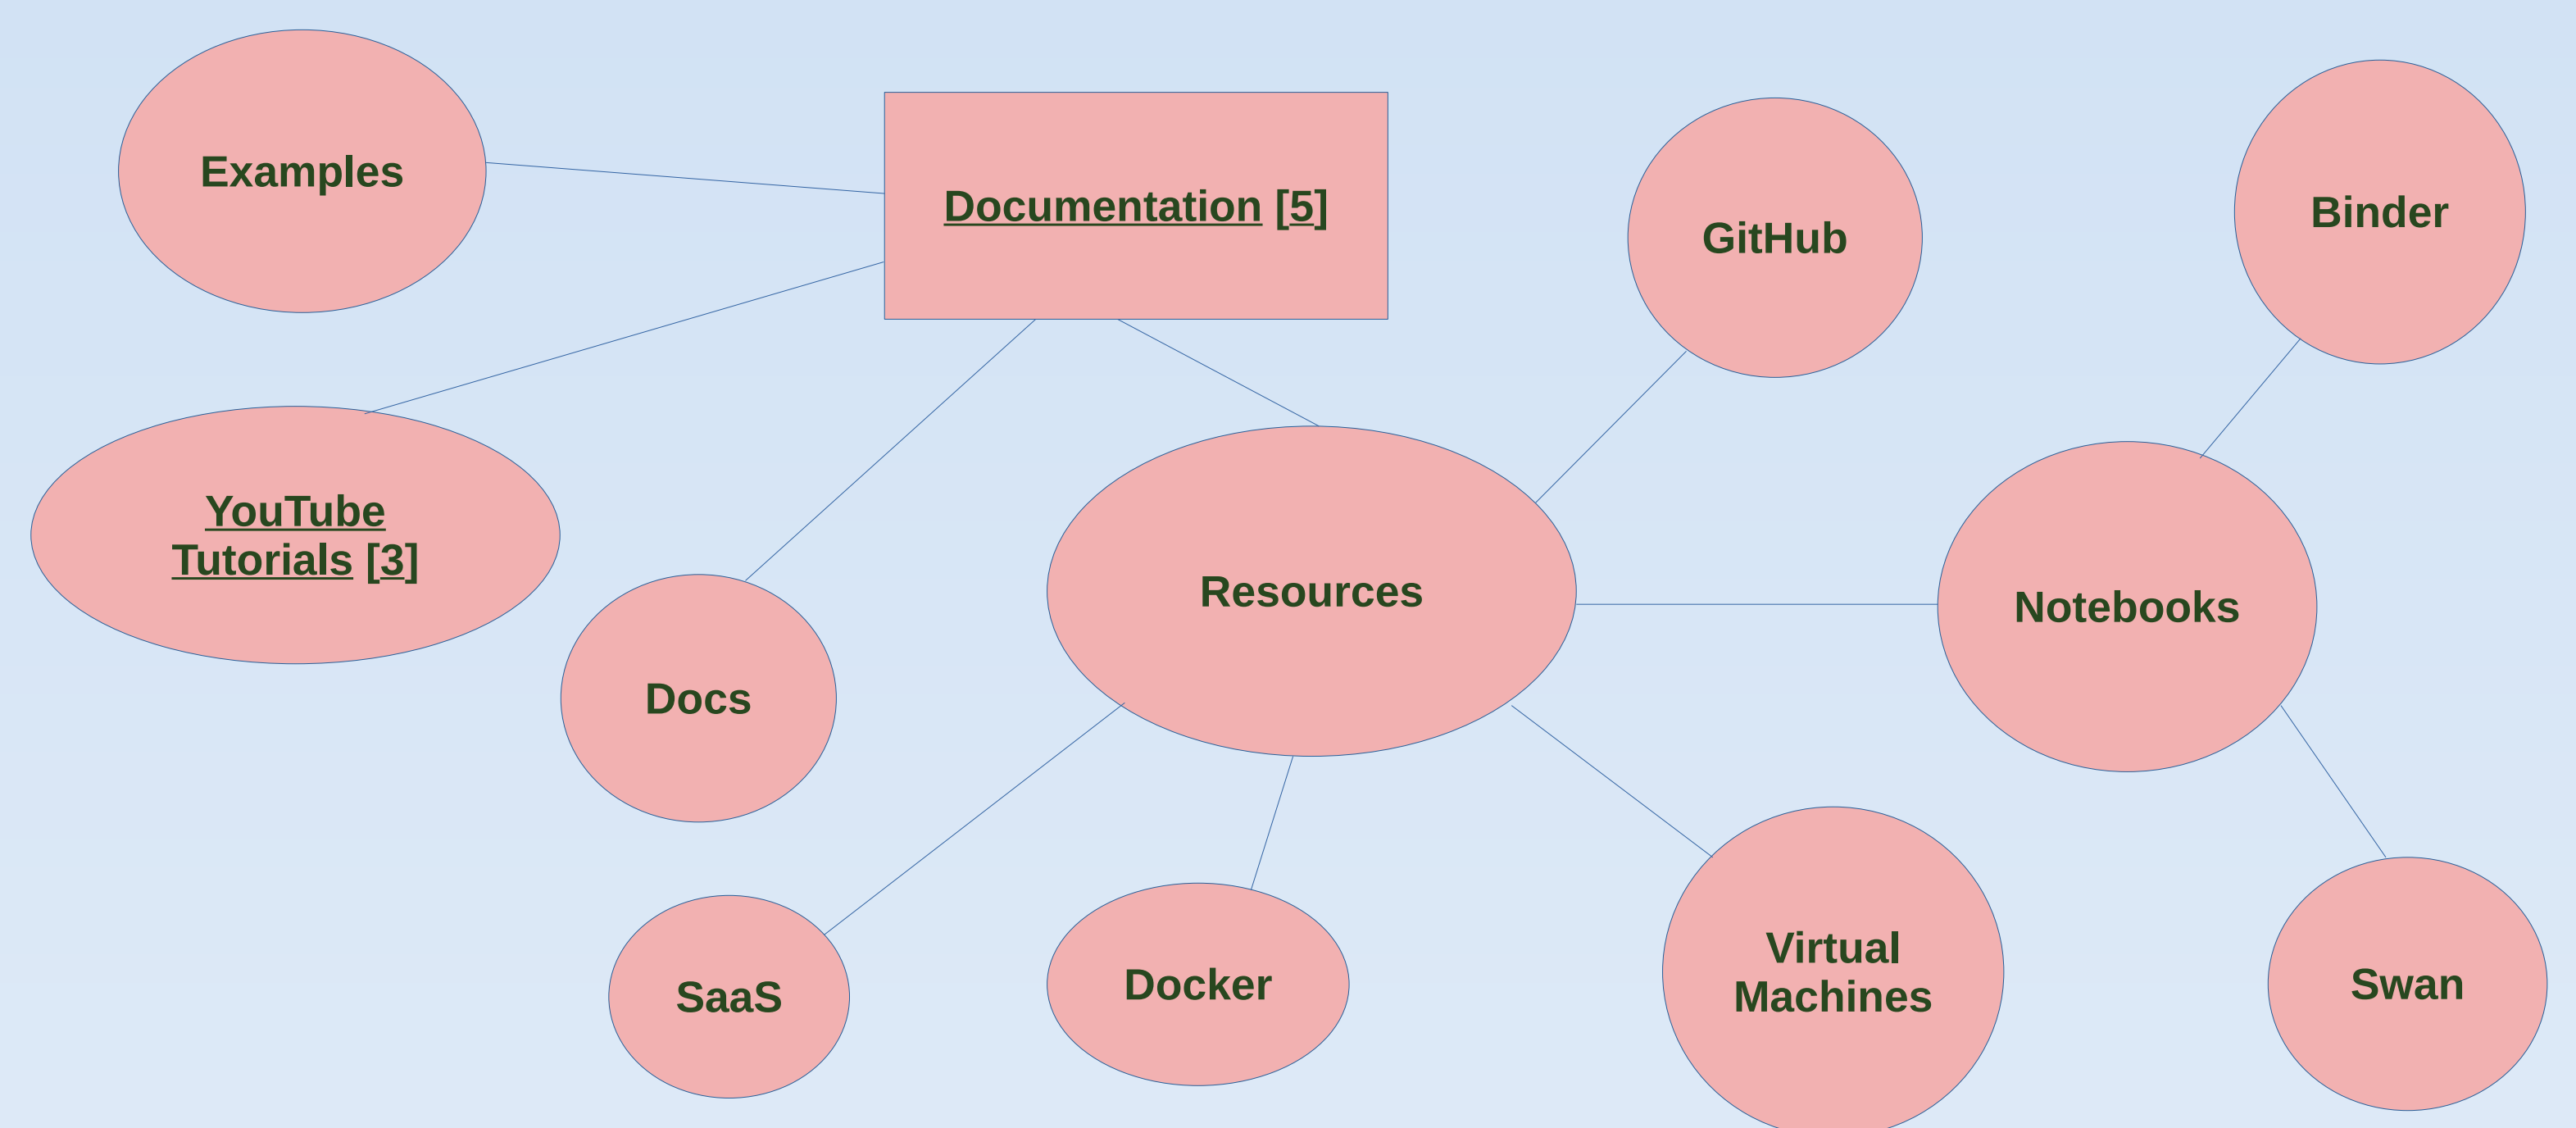 Examples
Documentation [5]
GitHub
Binder
YouTube
Tutorials [3]
Resources
Notebooks
Docs
SaaS
Docker
Virtual
Machines
Swan